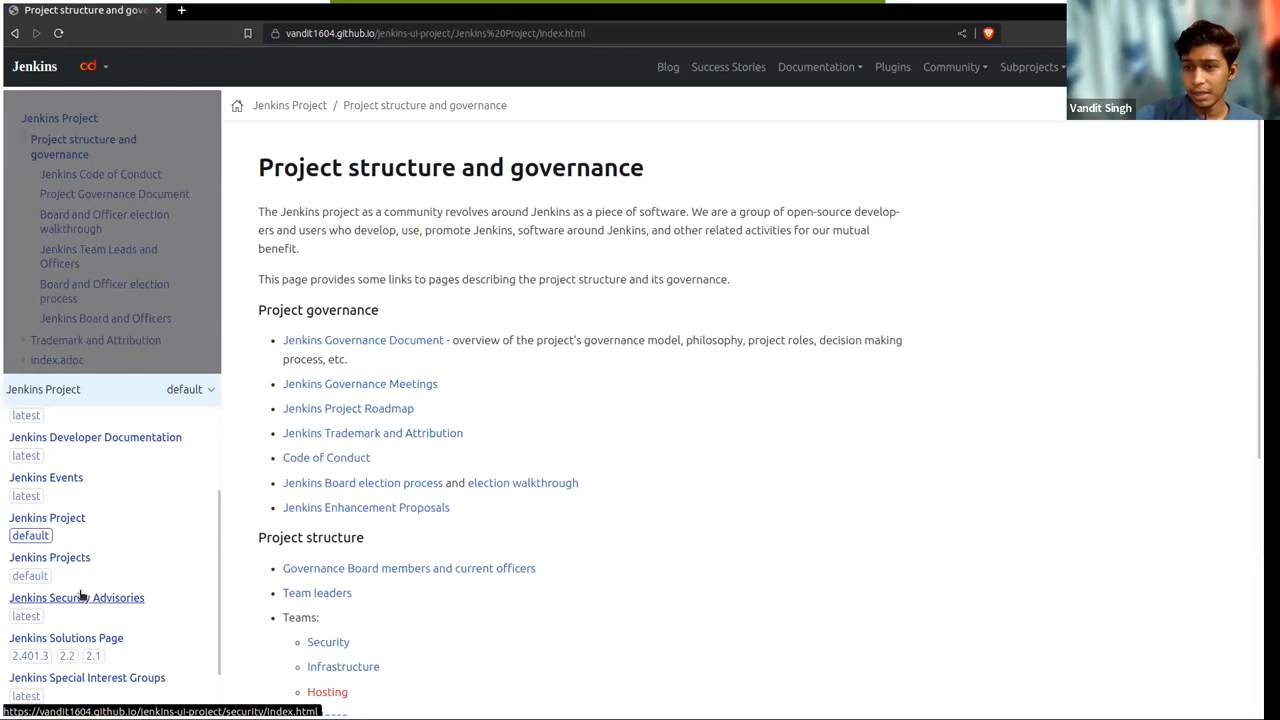 Project structure and gove
vandit1604.github.io/jenkins-ui-project/Jenkins%20Project/index.html
Jenkins
cd
Blog
Success Stories
Documentation
Plugins
Community
Subprojects
Vandit Singh
Jenkins Project / Project structure and governance
Jenkins Project
Project structure and
governance
Jenkins Code of Conduct
Project Governance Document
Board and Officer election
walkthrough
Jenkins Team Leads and
Officers
Board and Officer election
process
Jenkins Board and Officers
Trademark and Attribution
index.adoc
Jenkins Project default
latest
Jenkins Developer Documentation
latest
Jenkins Events
latest
Jenkins Project
default
Jenkins Projects
default
Jenkins Security Advisories
latest
Jenkins Solutions Page
2.401.3 2.2 2.1
Jenkins Special Interest Groups
latest
https://vandit1604.github.io/jenkins-ui-project/security/index.html
Project structure and governance
The Jenkins project as a community revolves around Jenkins as a piece of software. We are a group of open-source develop-
ers and users who develop, use, promote Jenkins, software around Jenkins, and other related activities for our mutual
benefit.
This page provides some links to pages describing the project structure and its governance.
Project governance
Jenkins Governance Document - overview of the project's governance model, philosophy, project roles, decision making
process, etc.
Jenkins Governance Meetings
Jenkins Project Roadmap
Jenkins Trademark and Attribution
Code of Conduct
Jenkins Board election process and election walkthrough
Jenkins Enhancement Proposals
Project structure
Governance Board members and current officers
Team leaders
Teams:
Security
Infrastructure
Hosting